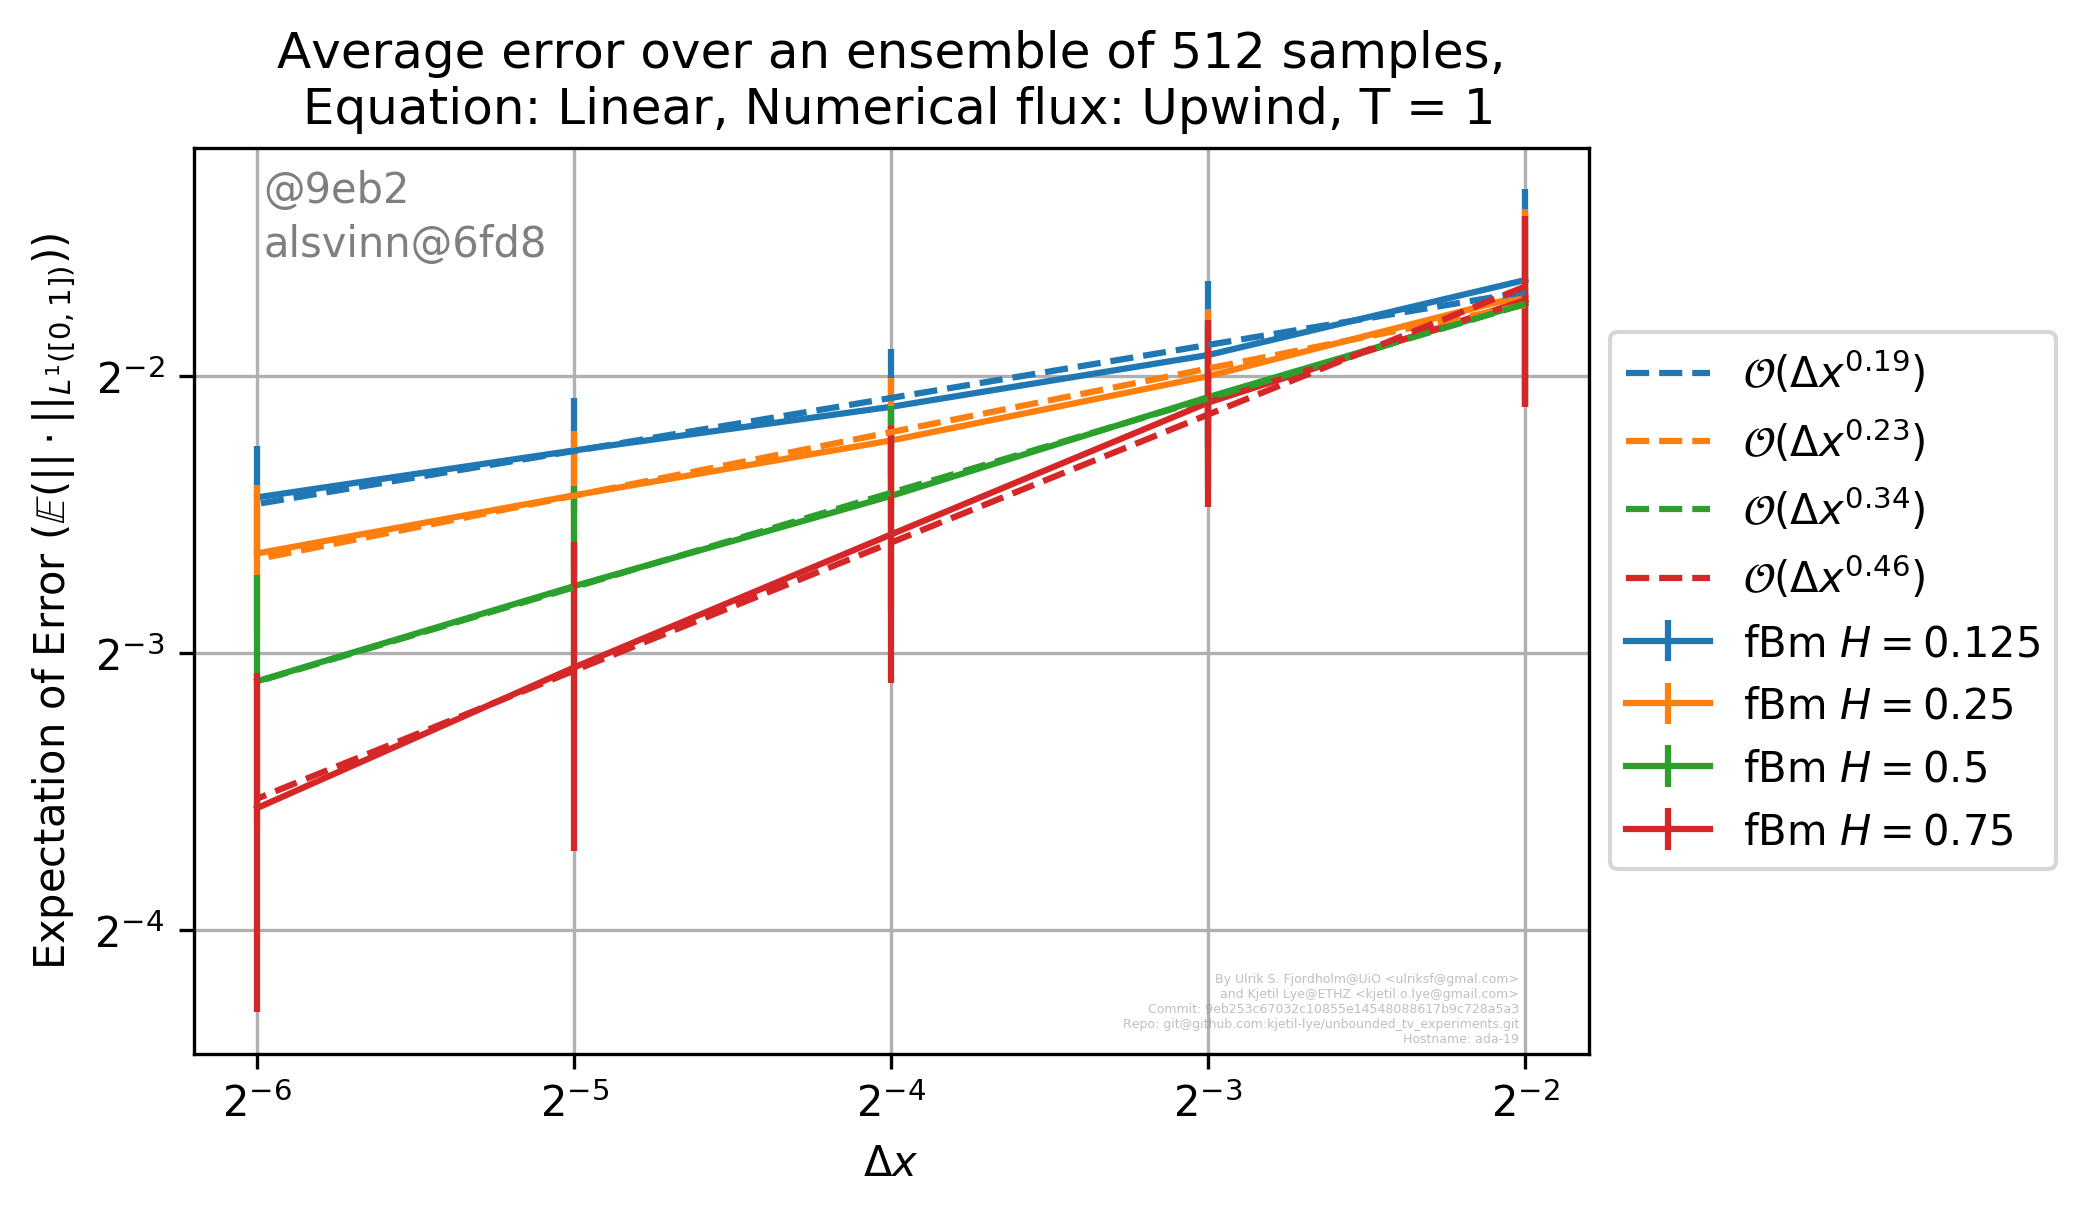 Average error over an ensemble of 512 samples,
Equation: Linear, Numerical flux: Upwind, T = 1
@9eb2
alsvinn@6fd8
Expectation of Error (𝔼(||·||_{L^1([0,1])}))
2^{-2}
2^{-3}
2^{-4}
By Ulrik S. Fjordholm@UiO <ulriksf@gmal.com>
and Kjetil Lye@ETHZ <kjetil.o.lye@gmail.com>
Commit: 9eb253c67032c10855e14548088617b9c728a5a3
Repo: git@github.com:kjetil-lye/unbounded_tv_experiments.git
Hostname: ada-19
2^{-6} 2^{-5} 2^{-4} 2^{-3} 2^{-2}
Δx
𝒪(Δx^{0.19})
𝒪(Δx^{0.23})
𝒪(Δx^{0.34})
𝒪(Δx^{0.46})
fBm H = 0.125
fBm H = 0.25
fBm H = 0.5
fBm H = 0.75